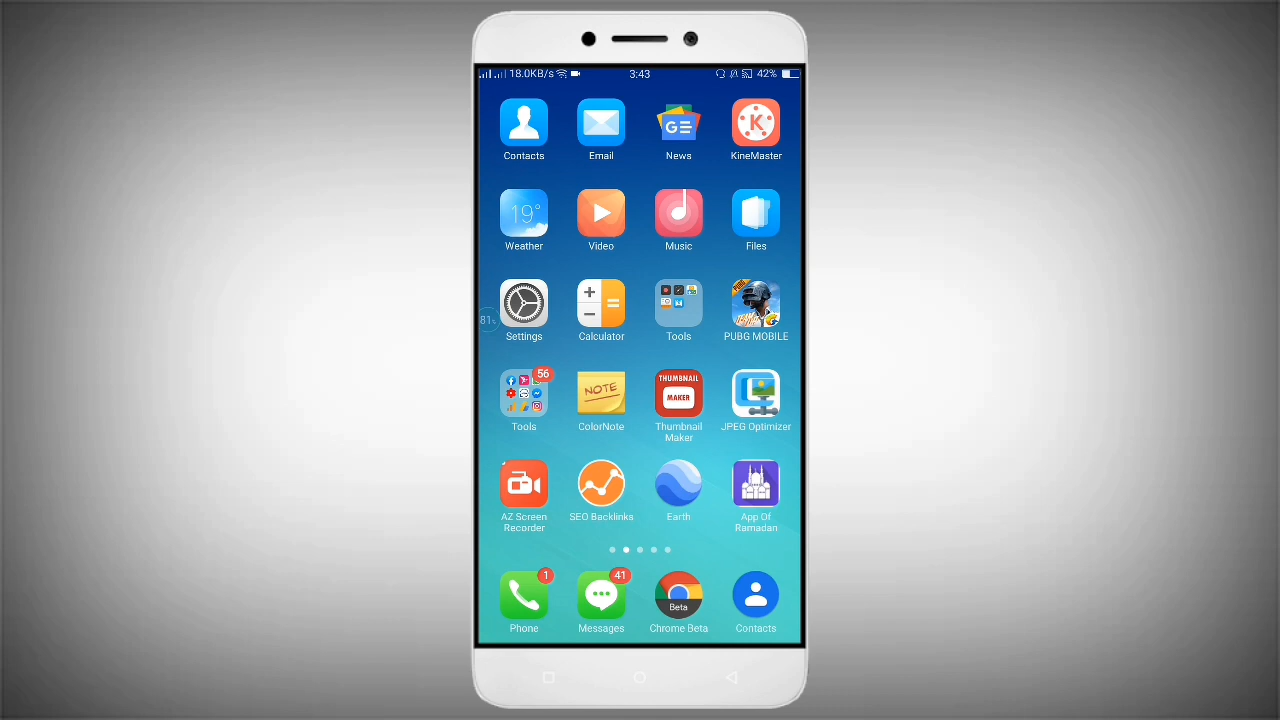 18.0KB/s 3:43 42%
Contacts Email News KineMaster
19°
Weather Video Music Files
81%
Settings Calculator Tools PUBG MOBILE
56
NOTE THUMBNAIL
MAKER
Tools ColorNote Thumbnail JPEG Optimizer
Maker
AZ Screen SEO Backlinks Earth App Of
Recorder Ramadan
1 41
Beta
Phone Messages Chrome Beta Contacts